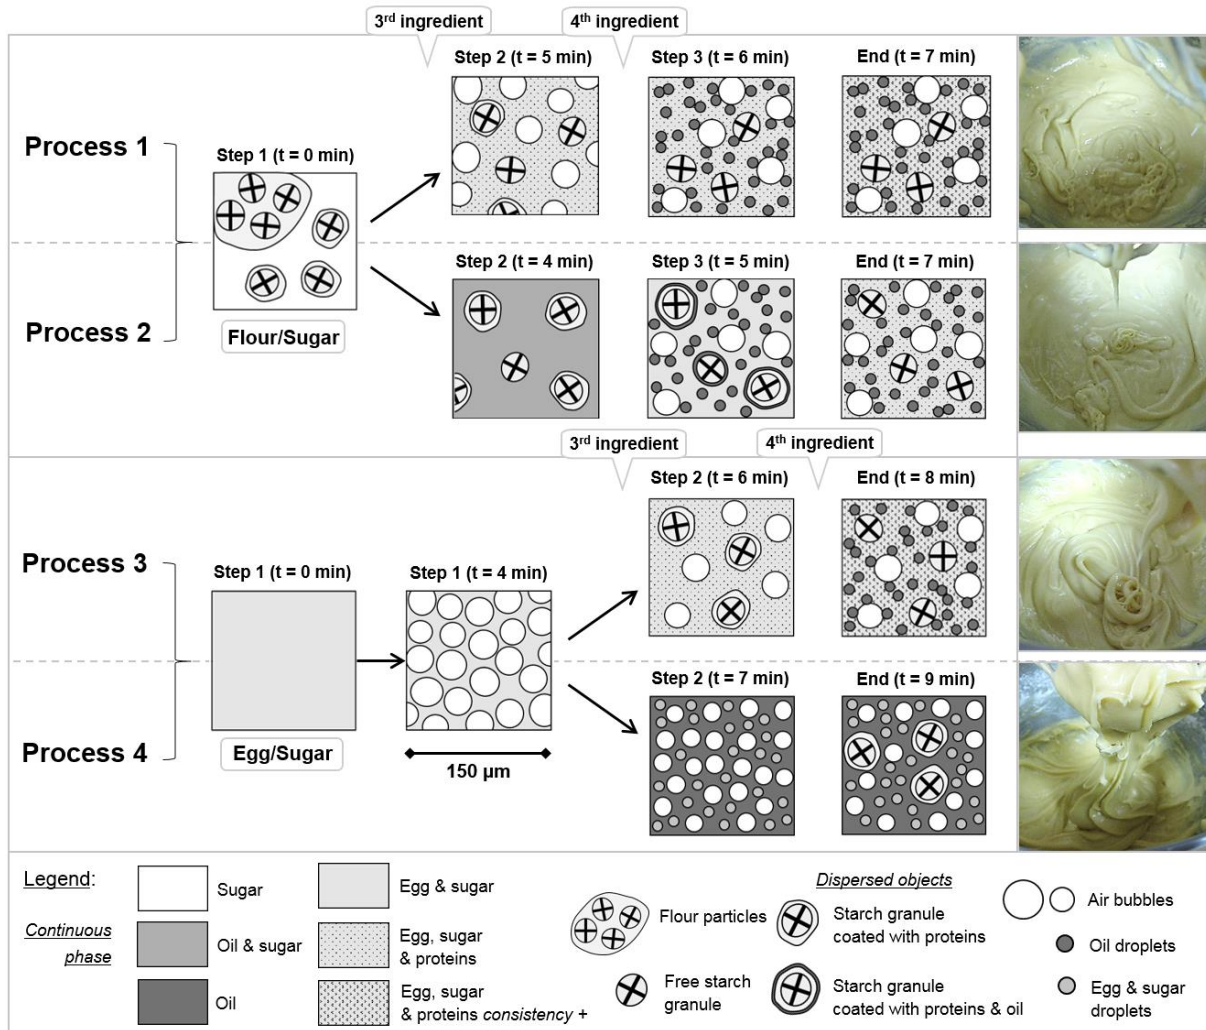 3rd ingredient
4th ingredient
Process 1
Step 1 (t = 0 min)
Step 2 (t = 5 min)
Step 3 (t = 6 min)
End (t = 7 min)
Flour/Sugar
Process 2
Step 2 (t = 4 min)
Step 3 (t = 5 min)
End (t = 7 min)
3rd ingredient
4th ingredient
Process 3
Step 1 (t = 0 min)
Step 1 (t = 4 min)
Step 2 (t = 6 min)
End (t = 8 min)
Process 4
Egg/Sugar
150 µm
Step 2 (t = 7 min)
End (t = 9 min)
Legend:
Continuous
phase
Sugar
Oil & sugar
Oil
Egg & sugar
Egg, sugar
& proteins
Egg, sugar
& proteins consistency +
Dispersed objects
Flour particles
Free starch
granule
Starch granule
coated with proteins
Starch granule
coated with proteins & oil
Air bubbles
Oil droplets
Egg & sugar
droplets